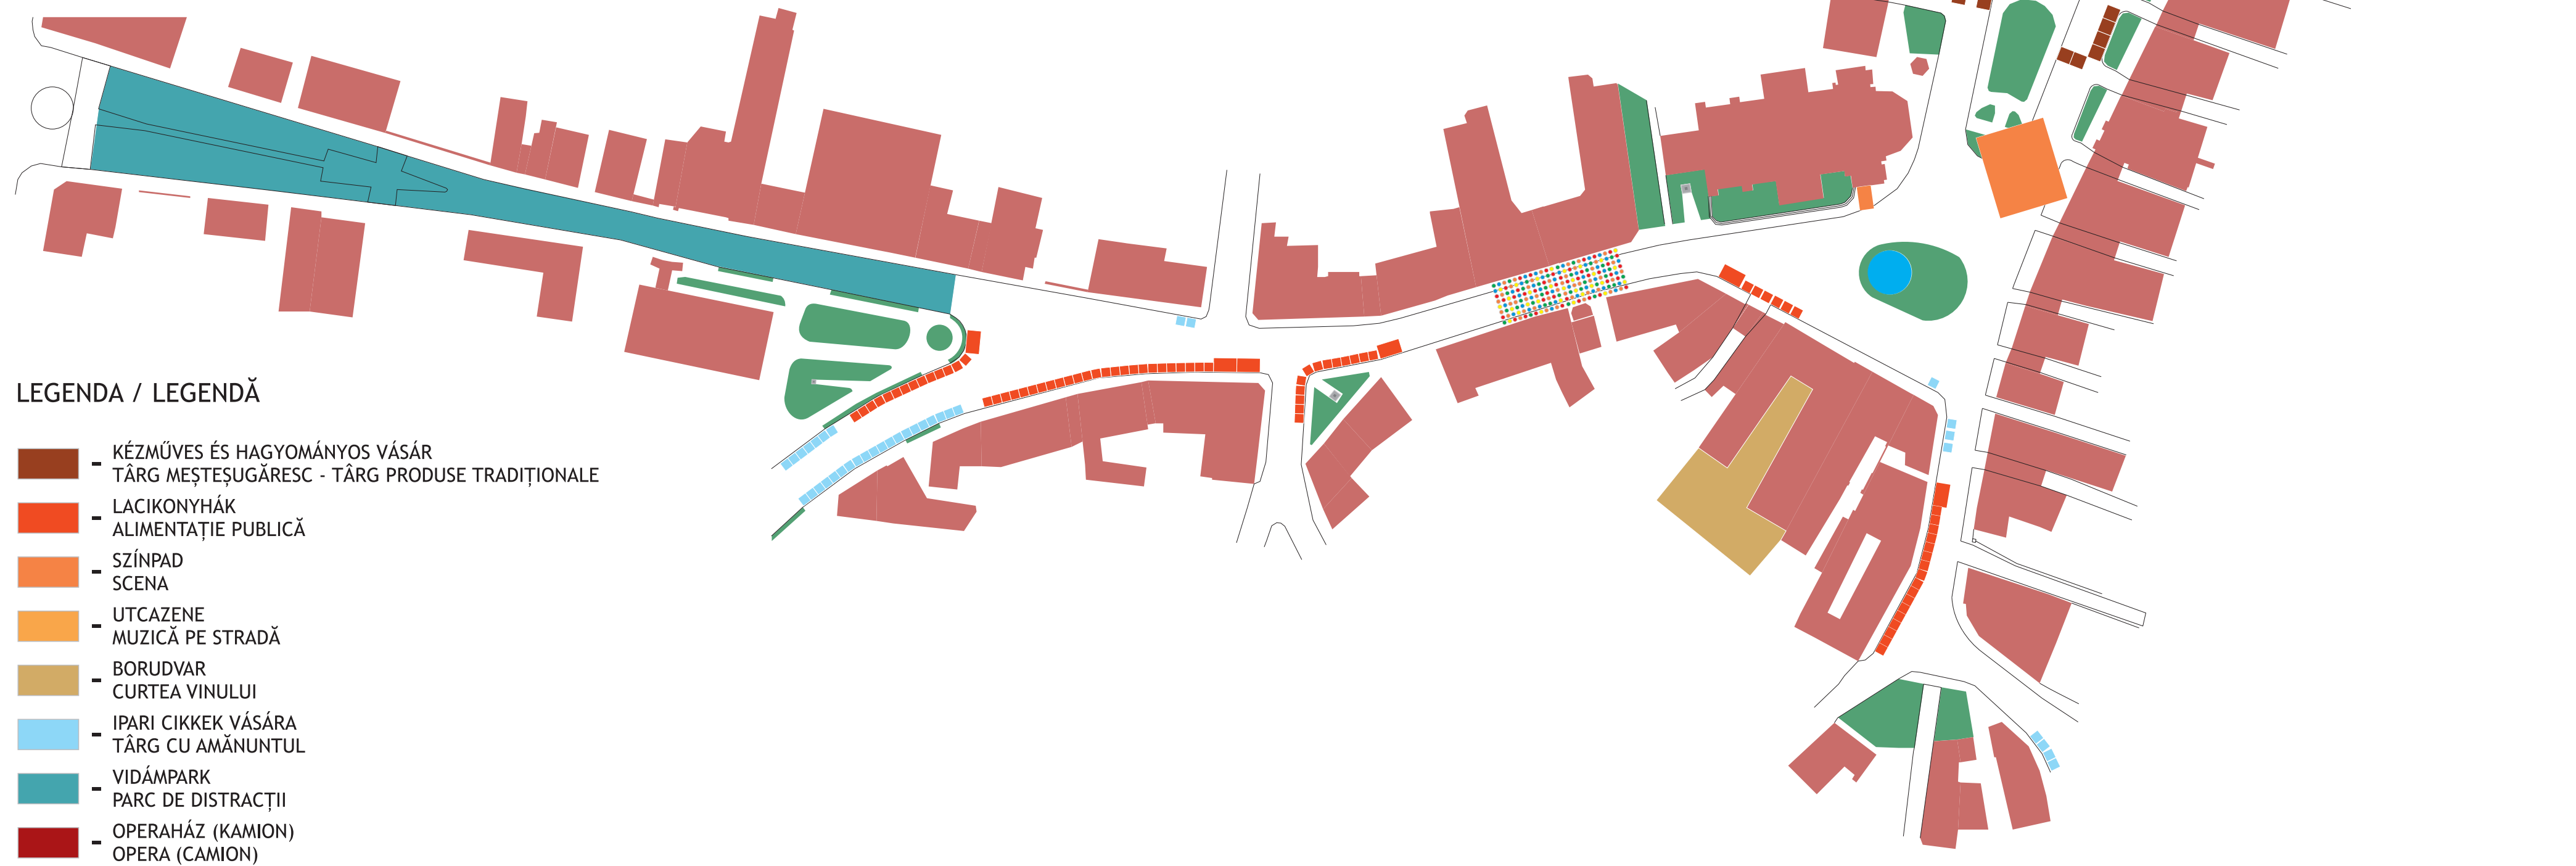 LEGENDA / LEGENDĂ
KÉZMŰVES ÉS HAGYOMÁNYOS VÁSÁR
TÂRG MEȘTEȘUGĂRESC - TÂRG PRODUSE TRADIȚIONALE
LACIKONYHÁK
ALIMENTAȚIE PUBLICĂ
SZÍNPAD
SCENA
UTCAZENE
MUZICĂ PE STRADĂ
BORUDVAR
CURTEA VINULUI
IPARI CIKKEK VÁSÁRA
TÂRG CU AMĂNUNTUL
VIDÁMPARK
PARC DE DISTRACȚII
OPERAHÁZ (KAMION)
OPERA (CAMION)